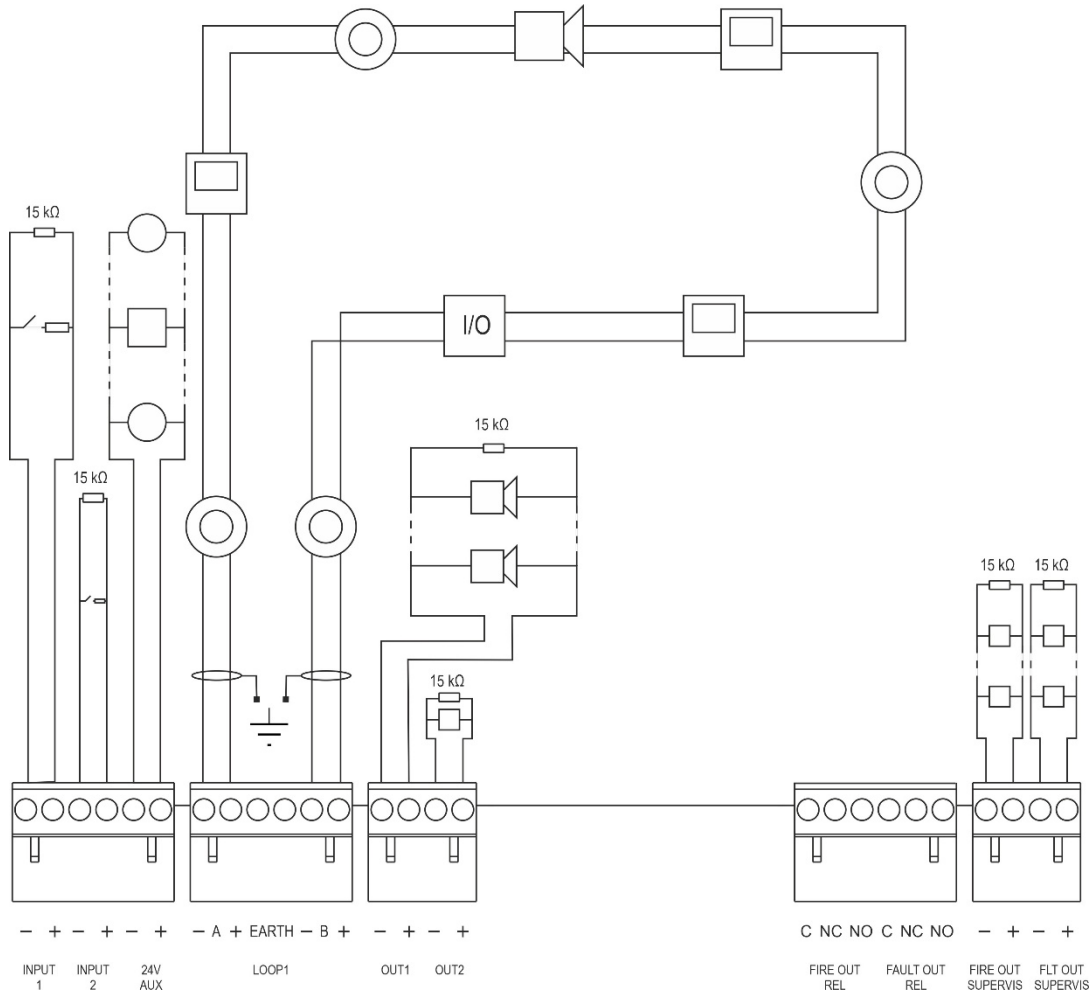 15 kΩ
I/O
15 kΩ
15 kΩ
15 kΩ 15 kΩ
15 kΩ
− + − + − + − A + EARTH − B + − + − + C NC NO C NC NO − + − +
INPUT 1
INPUT 2
24V AUX
LOOP1
OUT1
OUT2
FIRE OUT REL
FAULT OUT REL
FIRE OUT SUPERVIS
FLT OUT SUPERVIS